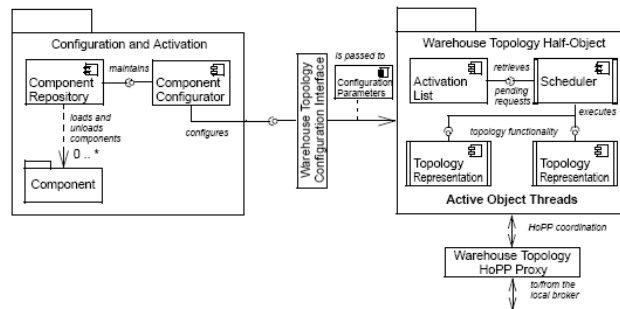 Configuration and Activation
Component
Repository
maintains
Component
Configurator
loads and
unloads
components
configures
0 .. *
Component
Warehouse Topology
Configuration Interface
is passed to
Configuration
Parameters
Warehouse Topology Half-Object
Activation
List
retrieves
pending
requests
Scheduler
executes
topology functionality
Topology
Representation
Topology
Representation
Active Object Threads
HoPP coordination
Warehouse Topology
HoPP Proxy
to/from the
local broker